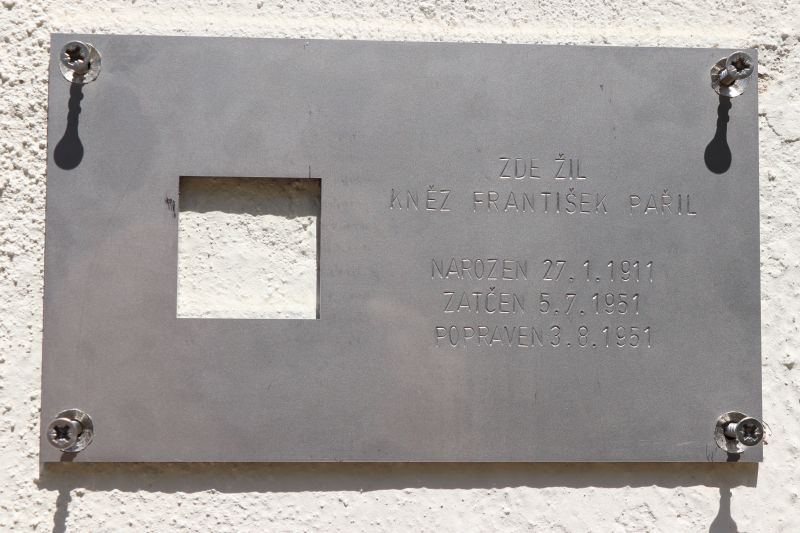 ZDE ŽIL
KNĚZ FRANTIŠEK PAŘIL
NAROZEN 27.1.1911
ZATČEN 5.7.1951
POPRAVEN 3.8.1951